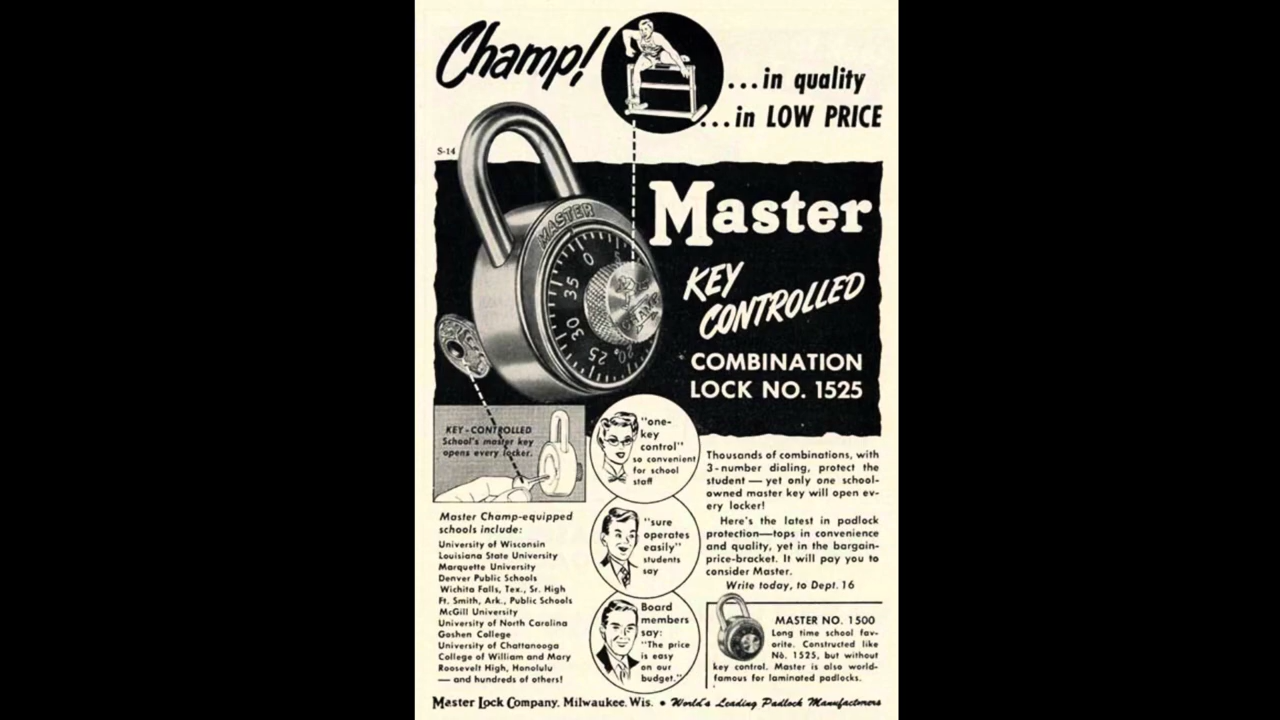 Champ!
...in quality
...in LOW PRICE
S-14
MASTER
0
5
35
30
25
20
CHAMP
Master
KEY
CONTROLLED
COMBINATION
LOCK NO. 1525
KEY-CONTROLLED
School's master key
opens every locker.
"one-
key
control"
so convenient
for school
staff
"sure
operates
easily"
students
say
Board
members
say:
"The price
is easy
on our
budget."
Master Champ-equipped
schools include:
University of Wisconsin
Louisiana State University
Marquette University
Denver Public Schools
Wichita Falls, Tex., Sr. High
Ft. Smith, Ark., Public Schools
McGill University
University of North Carolina
Goshen College
University of Chattanooga
College of William and Mary
Roosevelt High, Honolulu
— and hundreds of others!
Thousands of combinations, with
3-number dialing, protect the
student — yet only one school-
owned master key will open ev-
ery locker!
Here's the latest in padlock
protection—tops in convenience
and quality, yet in the bargain-
price-bracket. It will pay you to
consider Master.
Write today, to Dept. 16
MASTER NO. 1500
Long time school fav-
orite. Constructed like
No. 1525, but without
key control. Master is also world-
famous for laminated padlocks.
Master Lock Company, Milwaukee, Wis. • World's Leading Padlock Manufacturers